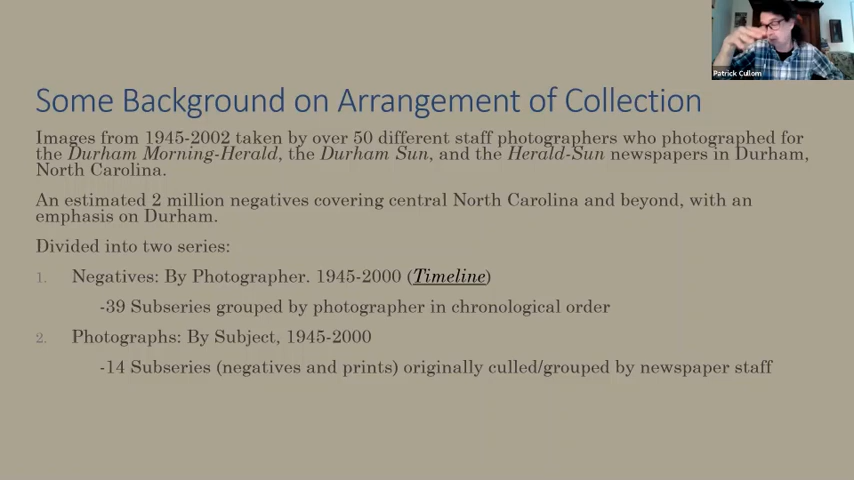 Patrick Cullom
Some Background on Arrangement of Collection
Images from 1945-2002 taken by over 50 different staff photographers who photographed for
the Durham Morning-Herald, the Durham Sun, and the Herald-Sun newspapers in Durham,
North Carolina.
An estimated 2 million negatives covering central North Carolina and beyond, with an
emphasis on Durham.
Divided into two series:
1. Negatives: By Photographer. 1945-2000 (Timeline)
-39 Subseries grouped by photographer in chronological order
2. Photographs: By Subject, 1945-2000
-14 Subseries (negatives and prints) originally culled/grouped by newspaper staff